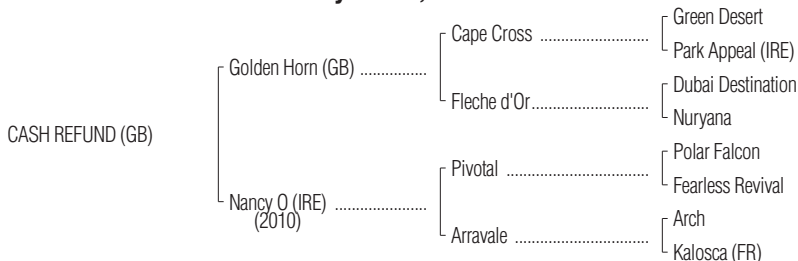 Green Desert
Cape Cross ......................
Park Appeal (IRE)
Golden Horn (GB) .............
Dubai Destination
Fleche d'Or.......................
Nuryana
CASH REFUND (GB)
Polar Falcon
Pivotal ............................
Fearless Revival
Nancy O (IRE) ..................
(2010)
Arch
Arravale ..........................
Kalosca (FR)